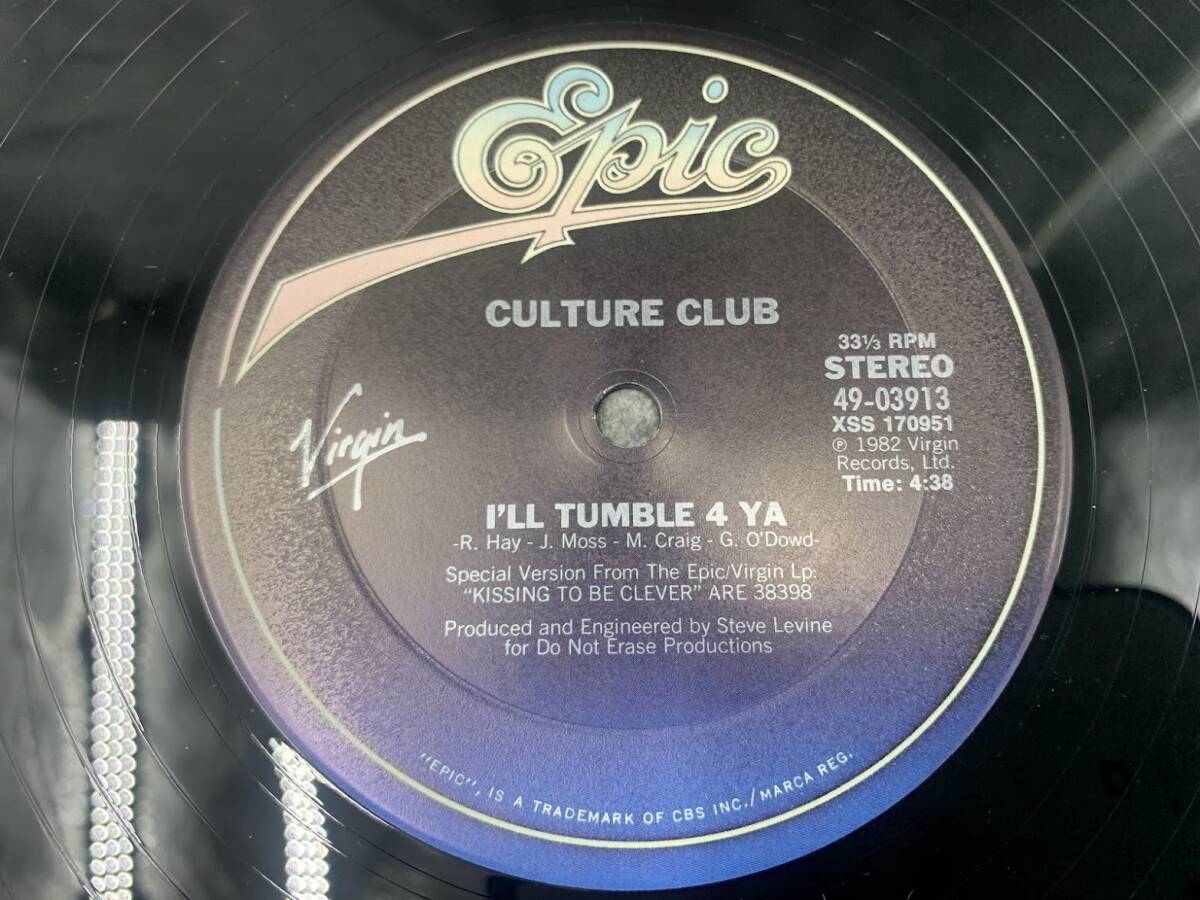 Epic
CULTURE CLUB
33⅓ RPM
STEREO
49-03913
XSS 170951
℗ 1982 Virgin
Records, Ltd.
Time: 4:38
Virgin
I'LL TUMBLE 4 YA
-R. Hay - J. Moss - M. Craig - G. O'Dowd-
Special Version From The Epic/Virgin Lp:
"KISSING TO BE CLEVER" ARE 38398
Produced and Engineered by Steve Levine
for Do Not Erase Productions
"EPIC", IS A TRADEMARK OF CBS INC./MARCA REG.